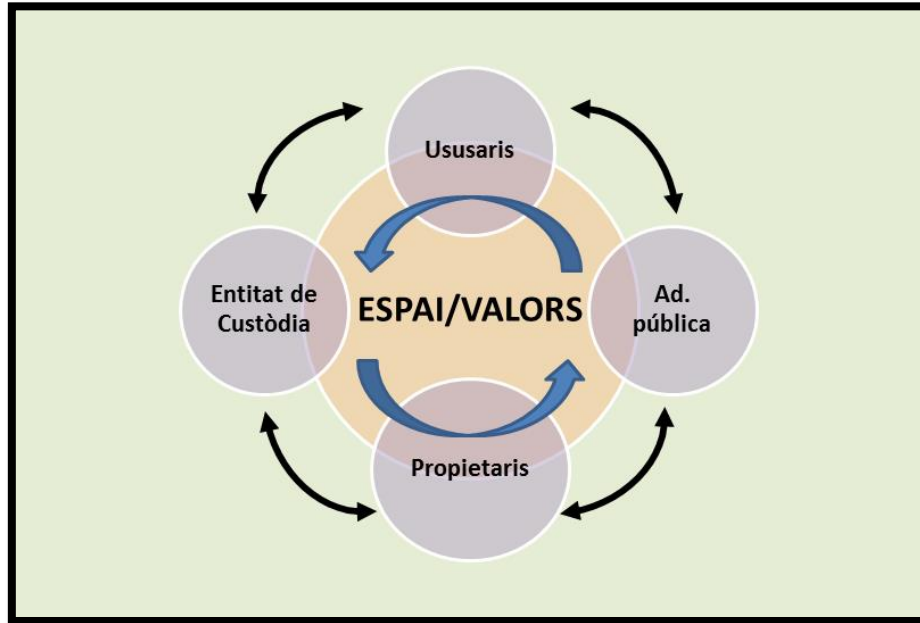 Ususaris
Entitat de
Custòdia
ESPAI/VALORS
Ad.
pública
Propietaris